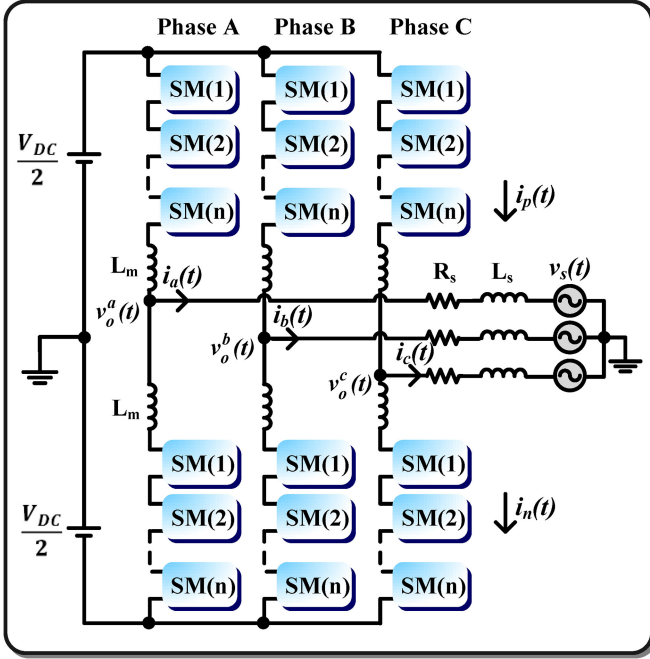 Phase A Phase B Phase C
SM(1) SM(1) SM(1)
V_DC/2
SM(2) SM(2) SM(2)
SM(n) SM(n) SM(n)
i_p(t)
L_m
i_a(t)
R_s L_s v_s(t)
v_o^a(t)
i_b(t)
v_o^b(t)
i_c(t)
v_o^c(t)
L_m
SM(1) SM(1) SM(1)
V_DC/2
SM(2) SM(2) SM(2)
i_n(t)
SM(n) SM(n) SM(n)